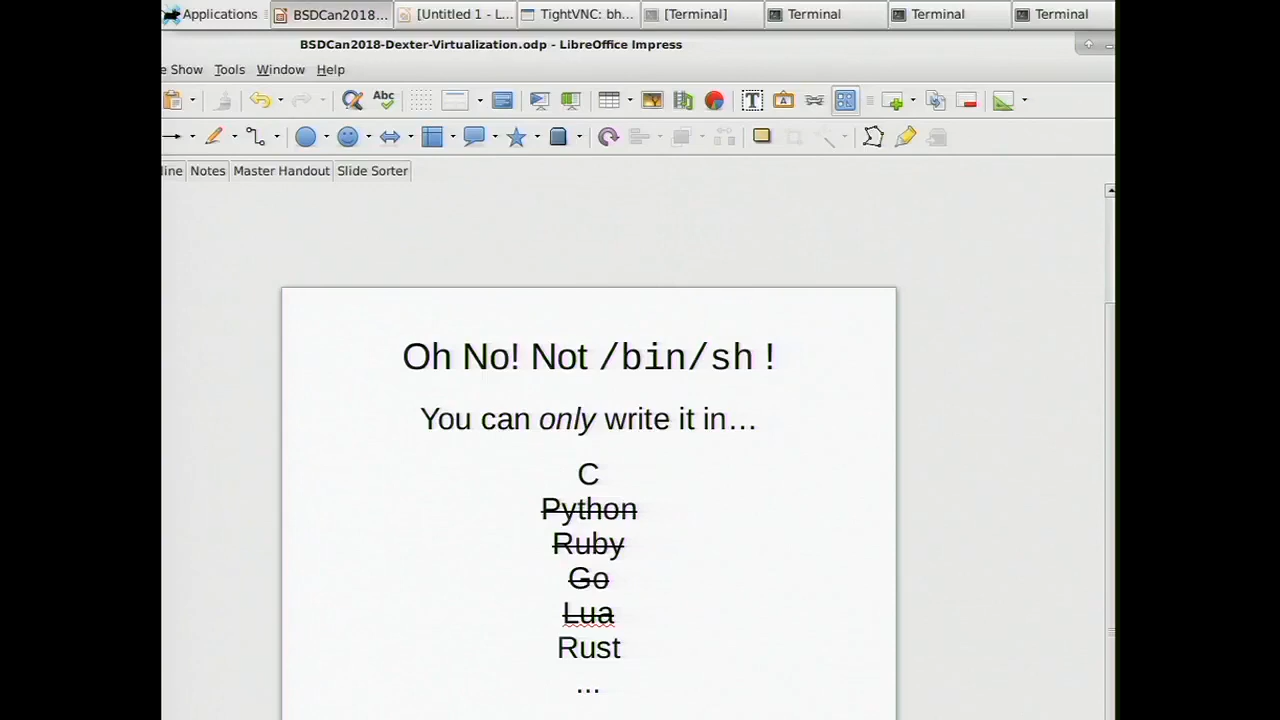 Applications BSDCan2018... [Untitled 1 - L... TightVNC: bh... [Terminal] Terminal Terminal Terminal
BSDCan2018-Dexter-Virtualization.odp - LibreOffice Impress
e Show Tools Window Help
Abc
T A
line Notes Master Handout Slide Sorter
Oh No! Not /bin/sh !
You can only write it in…
C
Python
Ruby
Go
Lua
Rust
...